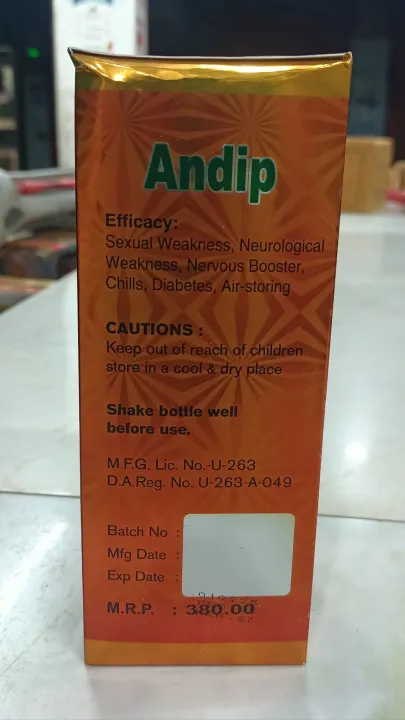 Andip
Efficacy:
Sexual Weakness, Neurological
Weakness, Nervous Booster,
Chills, Diabetes, Air-storing
CAUTIONS :
Keep out of reach of children
store in a cool & dry place
Shake bottle well
before use.
M.F.G. Lic. No.-U-263
D.A.Reg. No. U-263-A-049
Batch No :
Mfg Date :
Exp Date :
M.R.P. : 380.00